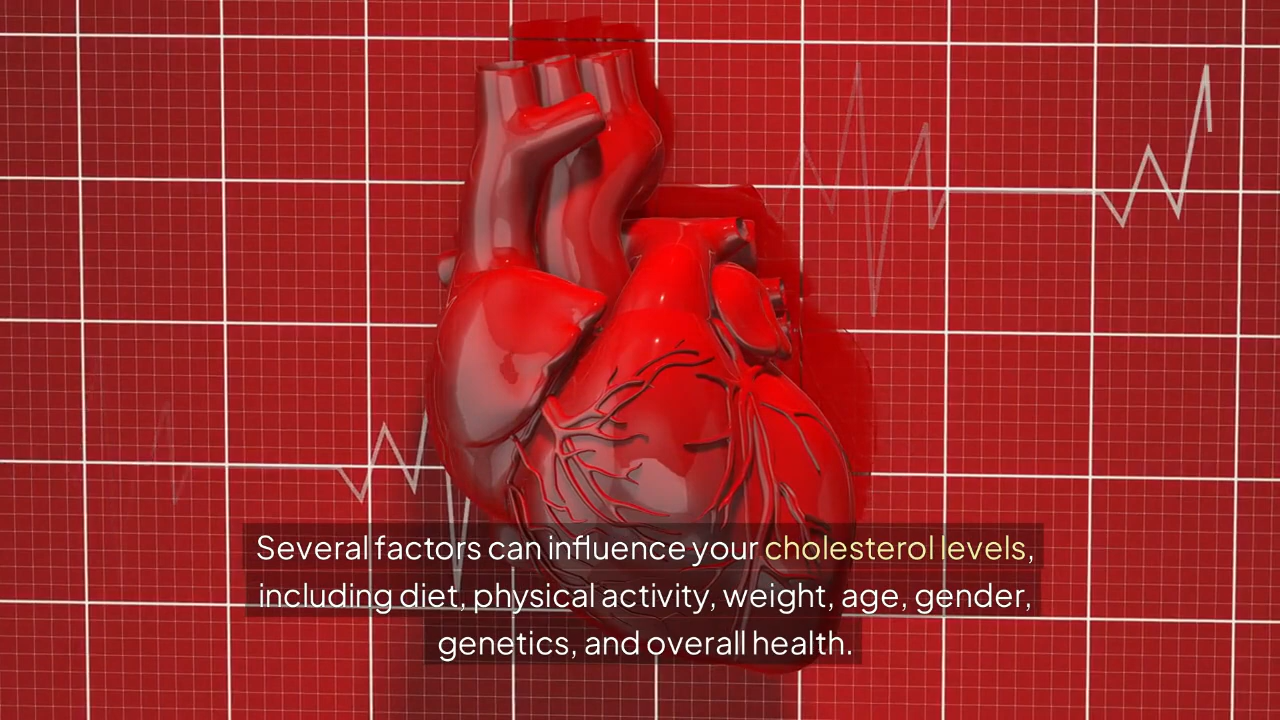 Several factors can influence your cholesterol levels,
including diet, physical activity, weight, age, gender,
genetics, and overall health.